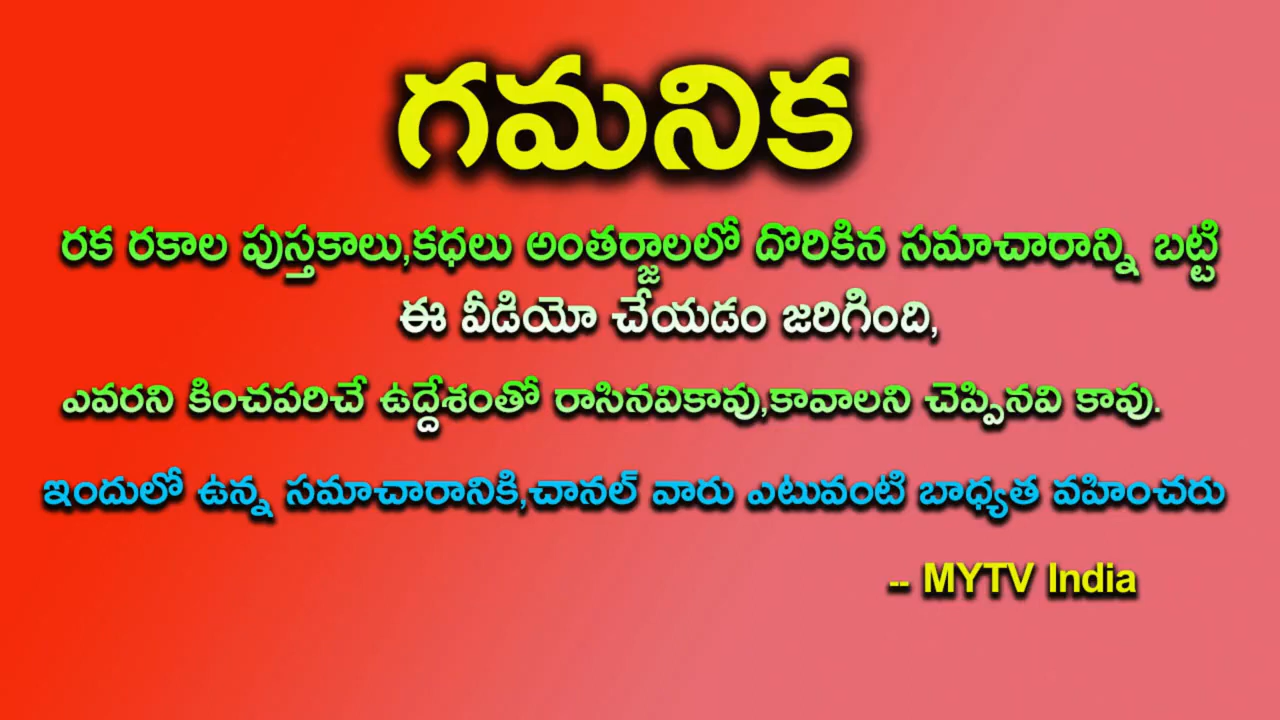 గమనిక
రక రకాల పుస్తకాలు,కధలు అంతర్జాలలో దొరికిన సమాచారాన్ని బట్టి
ఈ వీడియో చేయడం జరిగింది,
ఎవరని కించపరిచే ఉద్దేశంతో రాసినవికావు,కావాలని చెప్పినవి కావు.
ఇందులో ఉన్న సమాచారానికి,చానల్ వారు ఎటువంటి బాధ్యత వహించరు
-- MYTV India